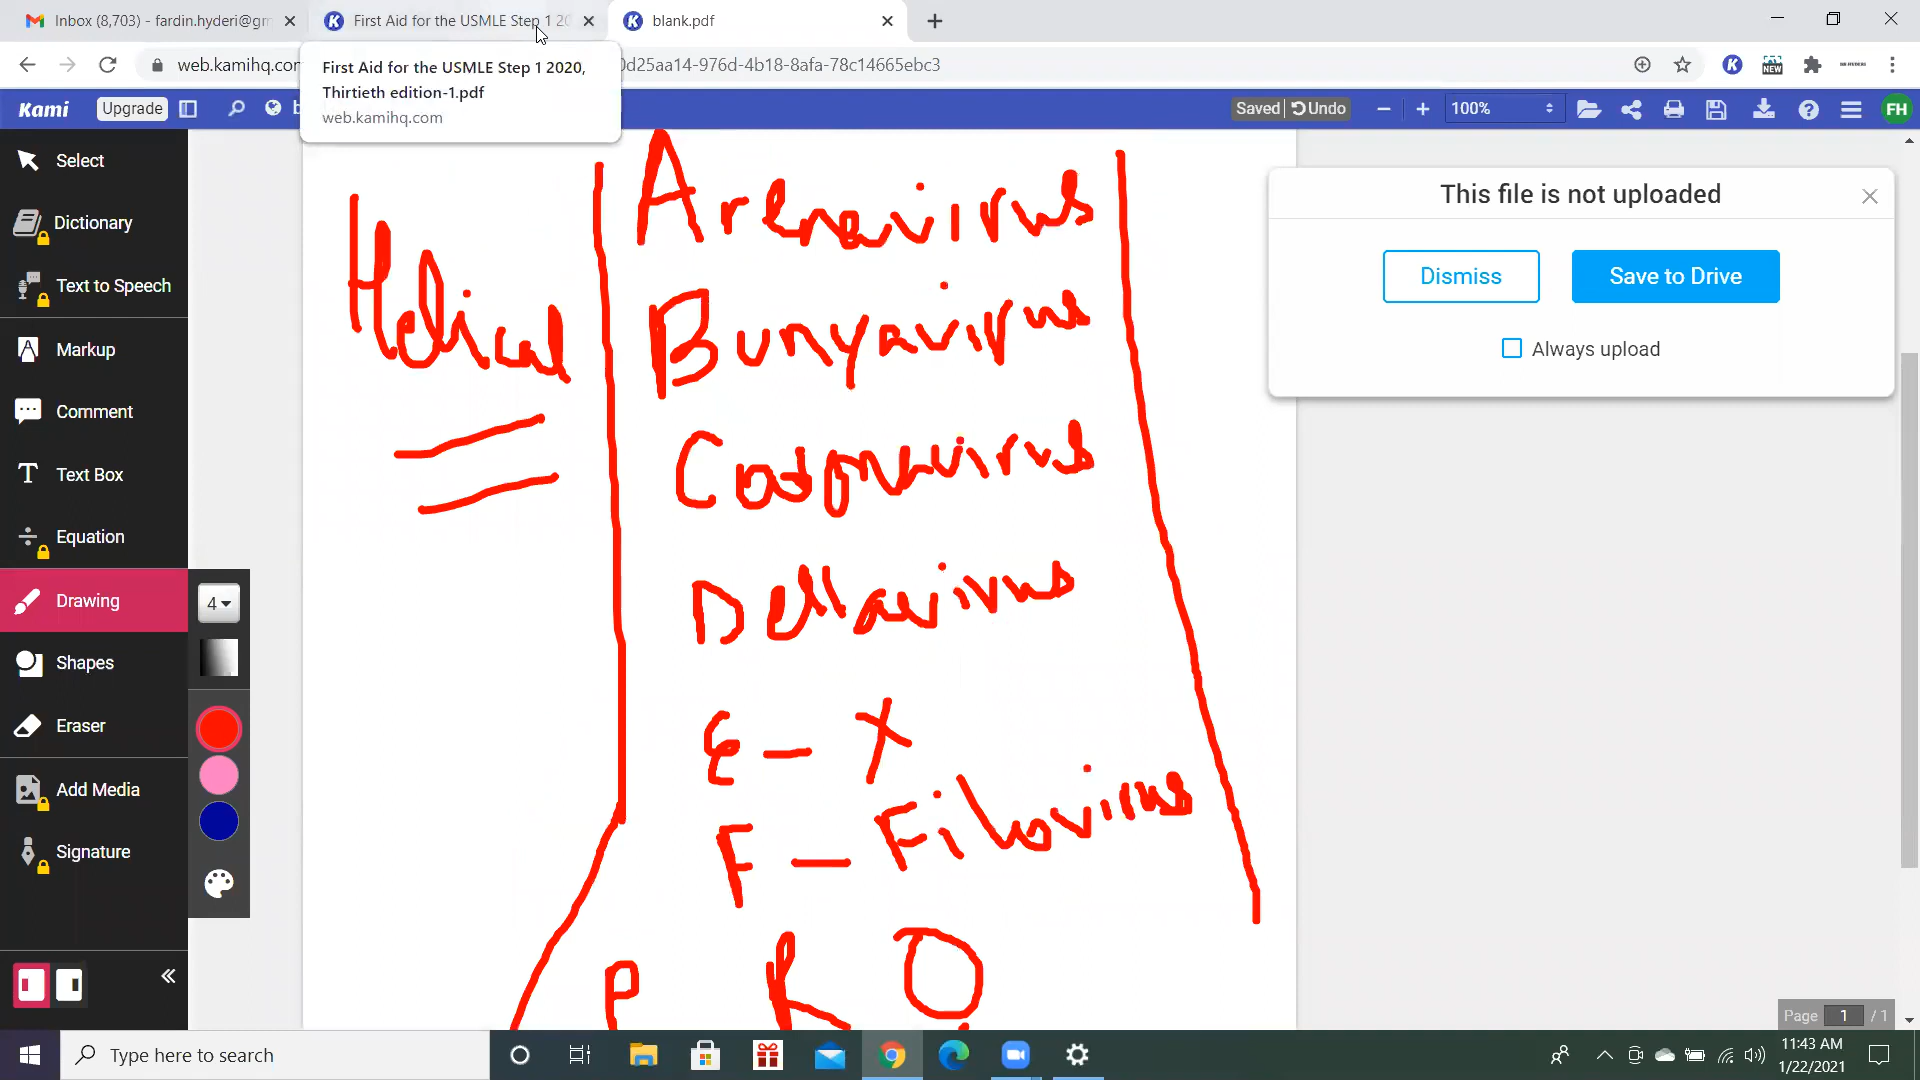 Inbox (8,703) - fardin.hyderi@gm
First Aid for the USMLE Step 1 20
blank.pdf
web.kamihq.com
0d25aa14-976d-4b18-8afa-78c14665ebc3
NEW
First Aid for the USMLE Step 1 2020,
Thirtieth edition-1.pdf
web.kamihq.com
Kami
Upgrade
b
Saved
Undo
100%
FH
Select
Dictionary
Text to Speech
Markup
Comment
Text Box
Equation
Drawing
4
Shapes
Eraser
Add Media
Signature
Helical
Arenavirus
Bunyavirus
Coronavirus
Deltavirus
E - X
F - Filovirus
P R O
This file is not uploaded
Dismiss
Save to Drive
Always upload
Page 1 / 1
Type here to search
11:43 AM
1/22/2021